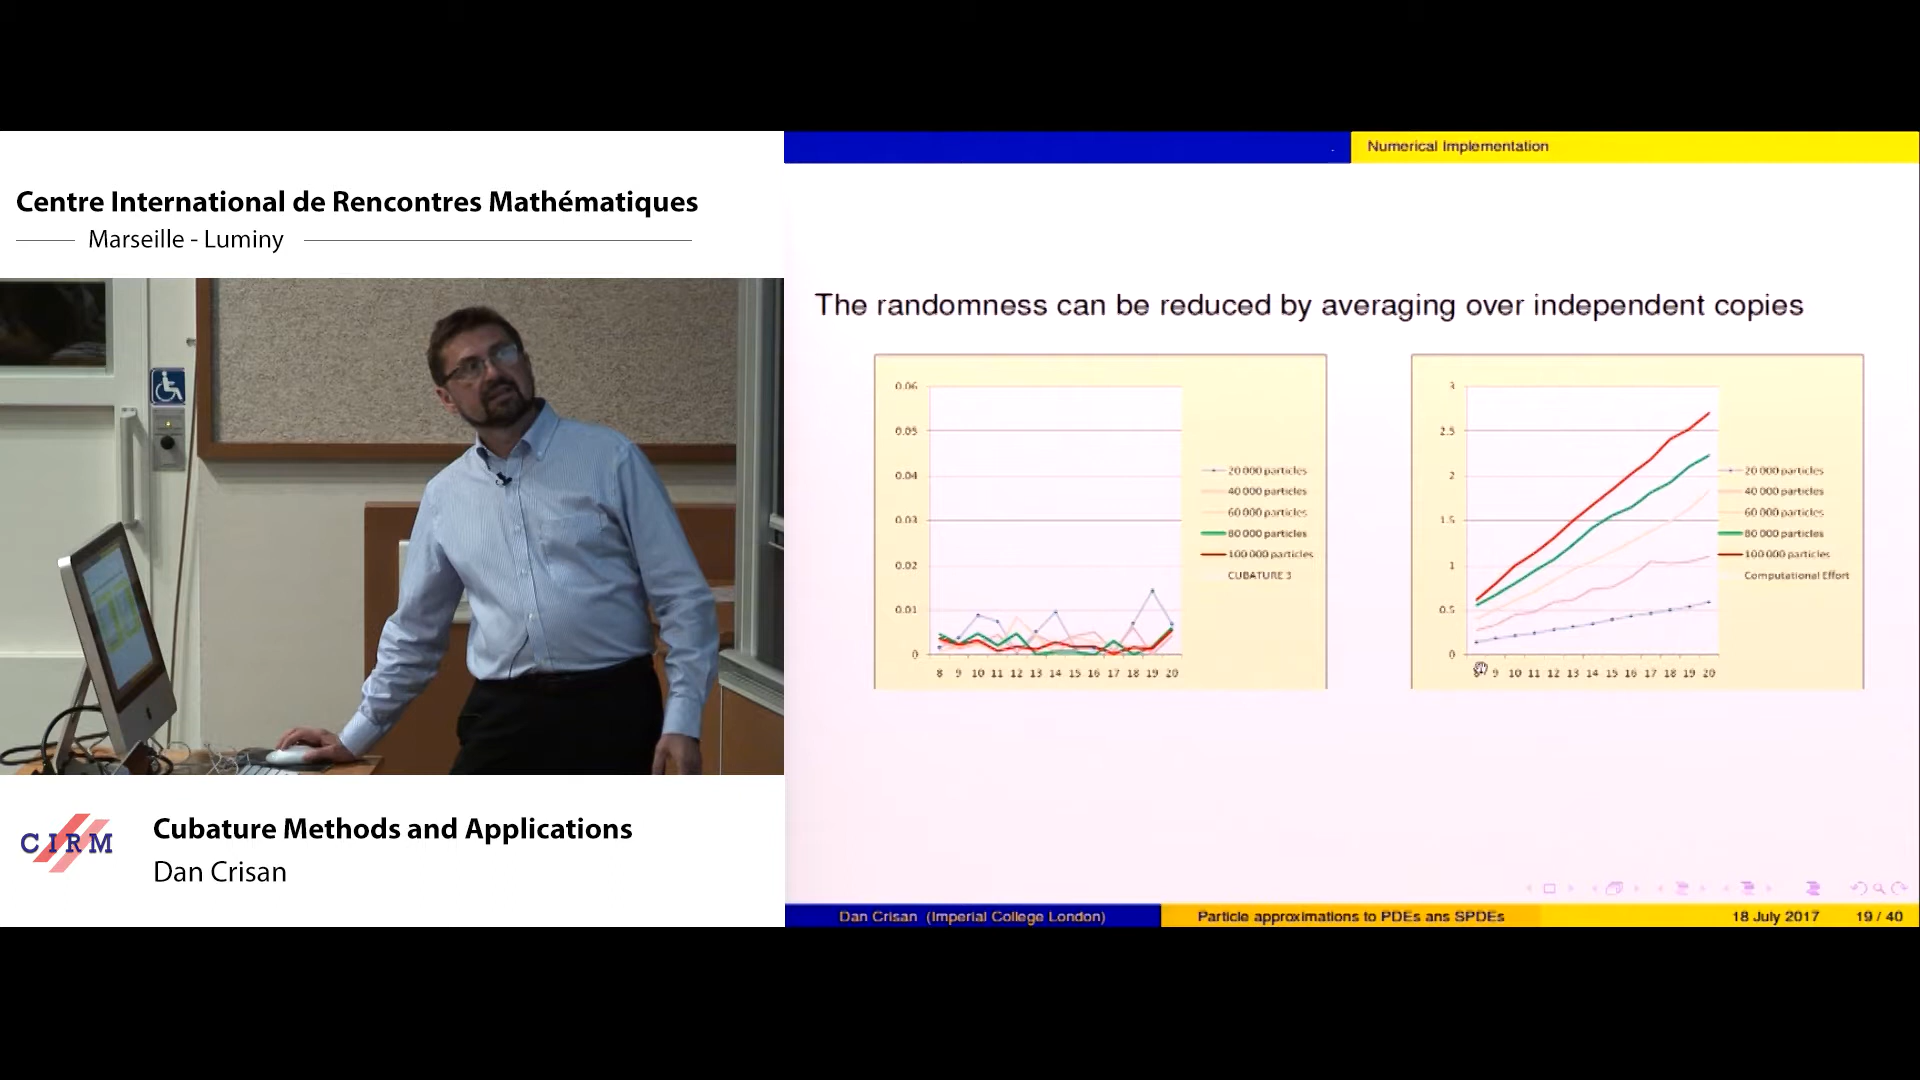 Centre International de Rencontres Mathématiques
Marseille - Luminy
CIRM
Cubature Methods and Applications
Dan Crisan
Numerical Implementation
The randomness can be reduced by averaging over independent copies
0.06
0.05
0.04
0.03
0.02
0.01
0
8 9 10 11 12 13 14 15 16 17 18 19 20
20 000 particles
40 000 particles
60 000 particles
80 000 particles
100 000 particles
CUBATURE 3
3
2.5
2
1.5
1
0.5
0
9 10 11 12 13 14 15 16 17 18 19 20
20 000 particles
40 000 particles
60 000 particles
80 000 particles
100 000 particles
Computational Effort
Dan Crisan (Imperial College London)
Particle approximations to PDEs ans SPDEs
18 July 2017
19 / 40